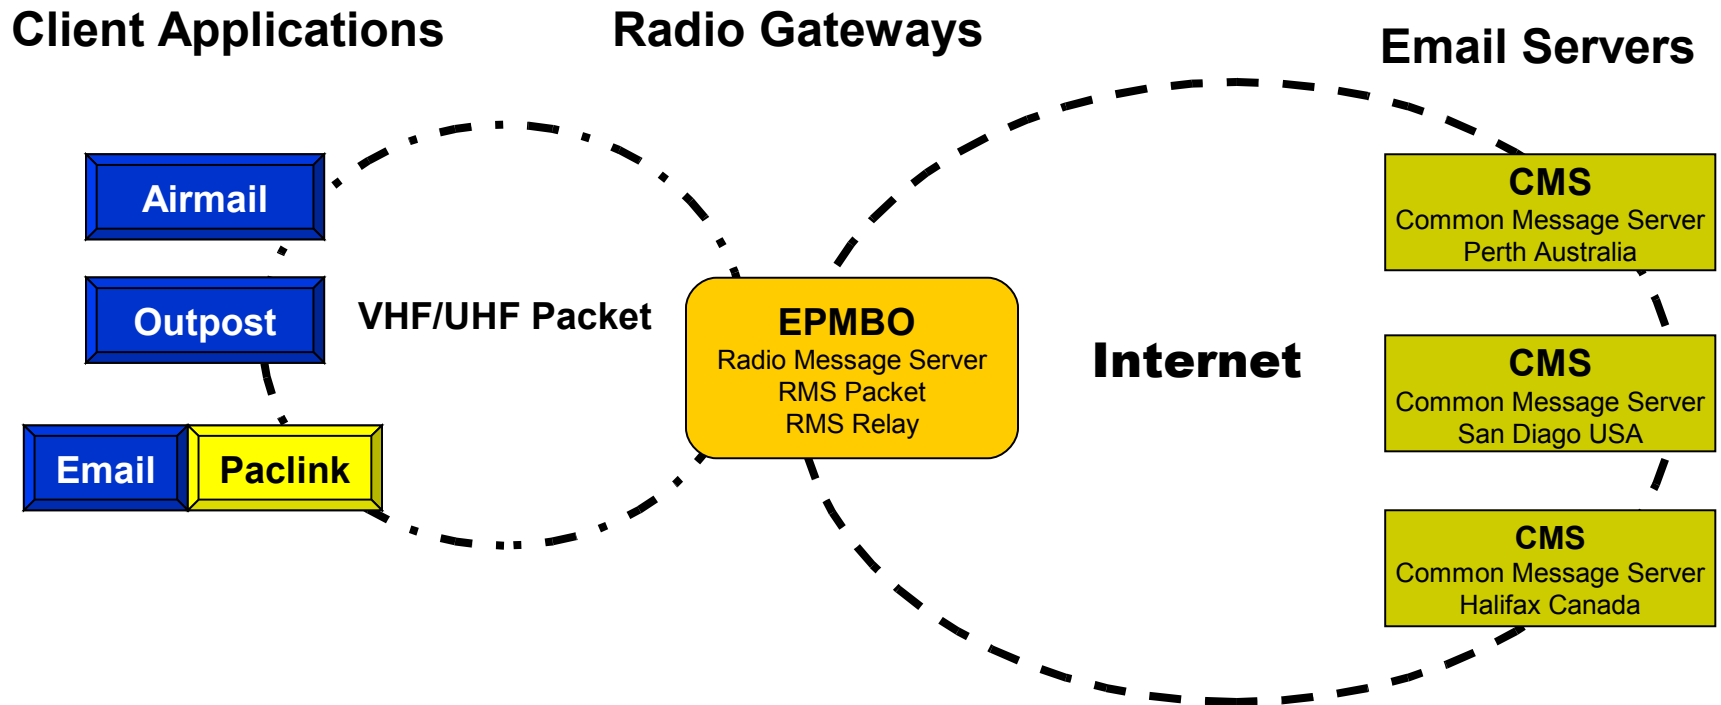 Client Applications
Radio Gateways
Email Servers
Airmail
Outpost
Email
Paclink
VHF/UHF Packet
EPMBO
Radio Message Server
RMS Packet
RMS Relay
Internet
CMS
Common Message Server
Perth Australia
CMS
Common Message Server
San Diago USA
CMS
Common Message Server
Halifax Canada